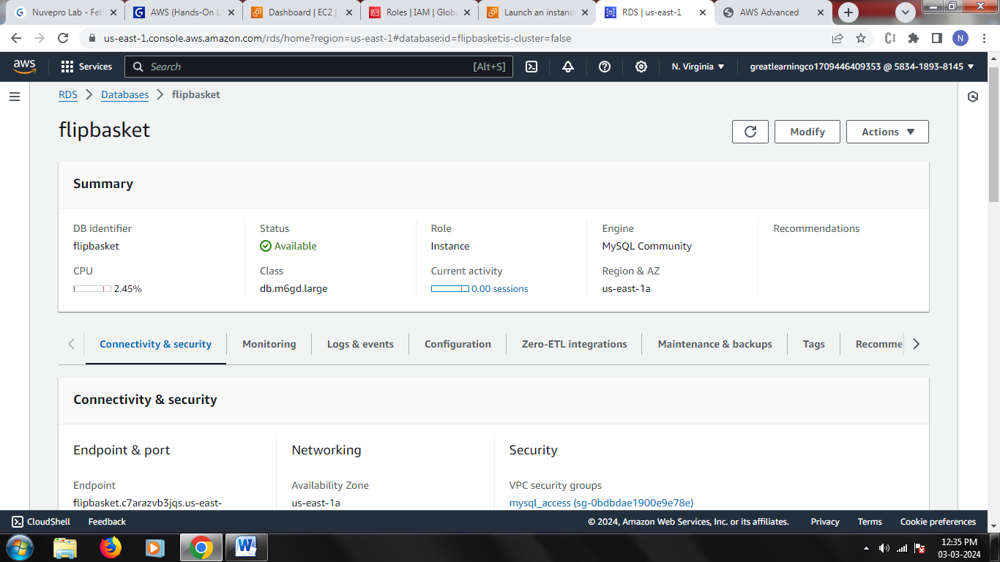 Nuvepro Lab - Feb
AWS (Hands-On L
Dashboard | EC2 |
Roles | IAM | Globa
Launch an instanc
RDS | us-east-1
AWS Advanced
us-east-1.console.aws.amazon.com/rds/home?region=us-east-1#database:id=flipbasket;is-cluster=false
N
aws
Services
Search
[Alt+S]
N. Virginia
greatlearningco1709446409353 @ 5834-1893-8145
RDS > Databases > flipbasket
flipbasket
Modify
Actions
Summary
DB identifier
flipbasket
Status
Available
Role
Instance
Engine
MySQL Community
Recommendations
CPU
2.45%
Class
db.m6gd.large
Current activity
0.00 sessions
Region & AZ
us-east-1a
Connectivity & security
Monitoring
Logs & events
Configuration
Zero-ETL integrations
Maintenance & backups
Tags
Recomme
Connectivity & security
Endpoint & port
Endpoint
flipbasket.c7arazvb3jqs.us-east-
Networking
Availability Zone
us-east-1a
Security
VPC security groups
mysql_access (sg-0bdbdae1900e9e78e)
CloudShell
Feedback
© 2024, Amazon Web Services, Inc. or its affiliates.
Privacy
Terms
Cookie preferences
12:35 PM
03-03-2024